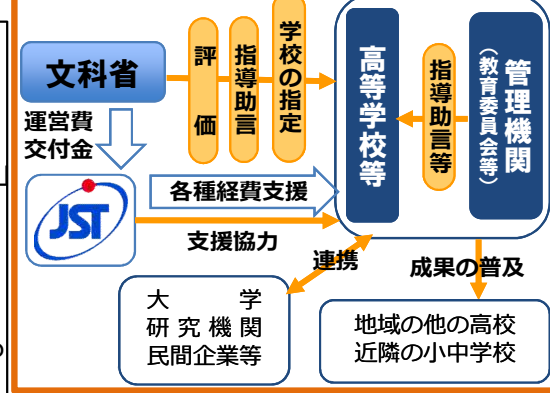 文科省
評価
指導助言
学校の指定
高等学校等
指導助言等
管理機関
(教育委員会等)
運営費
交付金
JST
各種経費支援
支援協力
連携
成果の普及
大学
研究機関
民間企業等
地域の他の高校
近隣の小中学校